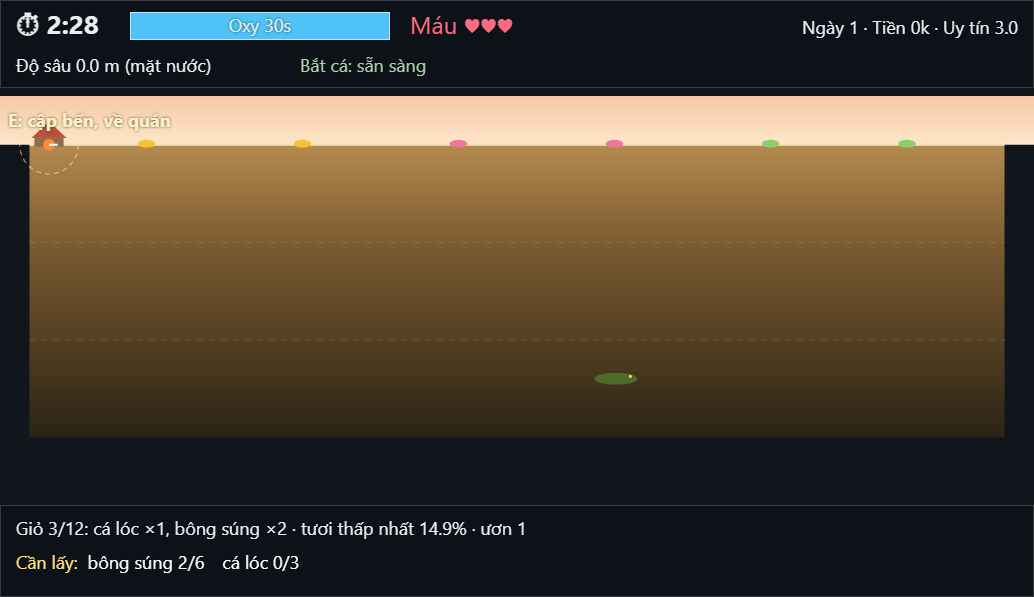 ⏱ 2:28 Oxy 30s Máu ♥♥♥ Ngày 1 · Tiền 0k · Uy tín 3.0
Độ sâu 0.0 m (mặt nước) Bắt cá: sẵn sàng
E: cập bến, về quán
Giỏ 3/12: cá lóc ×1, bông súng ×2 · tươi thấp nhất 14.9% · ươn 1
Cần lấy: bông súng 2/6 cá lóc 0/3